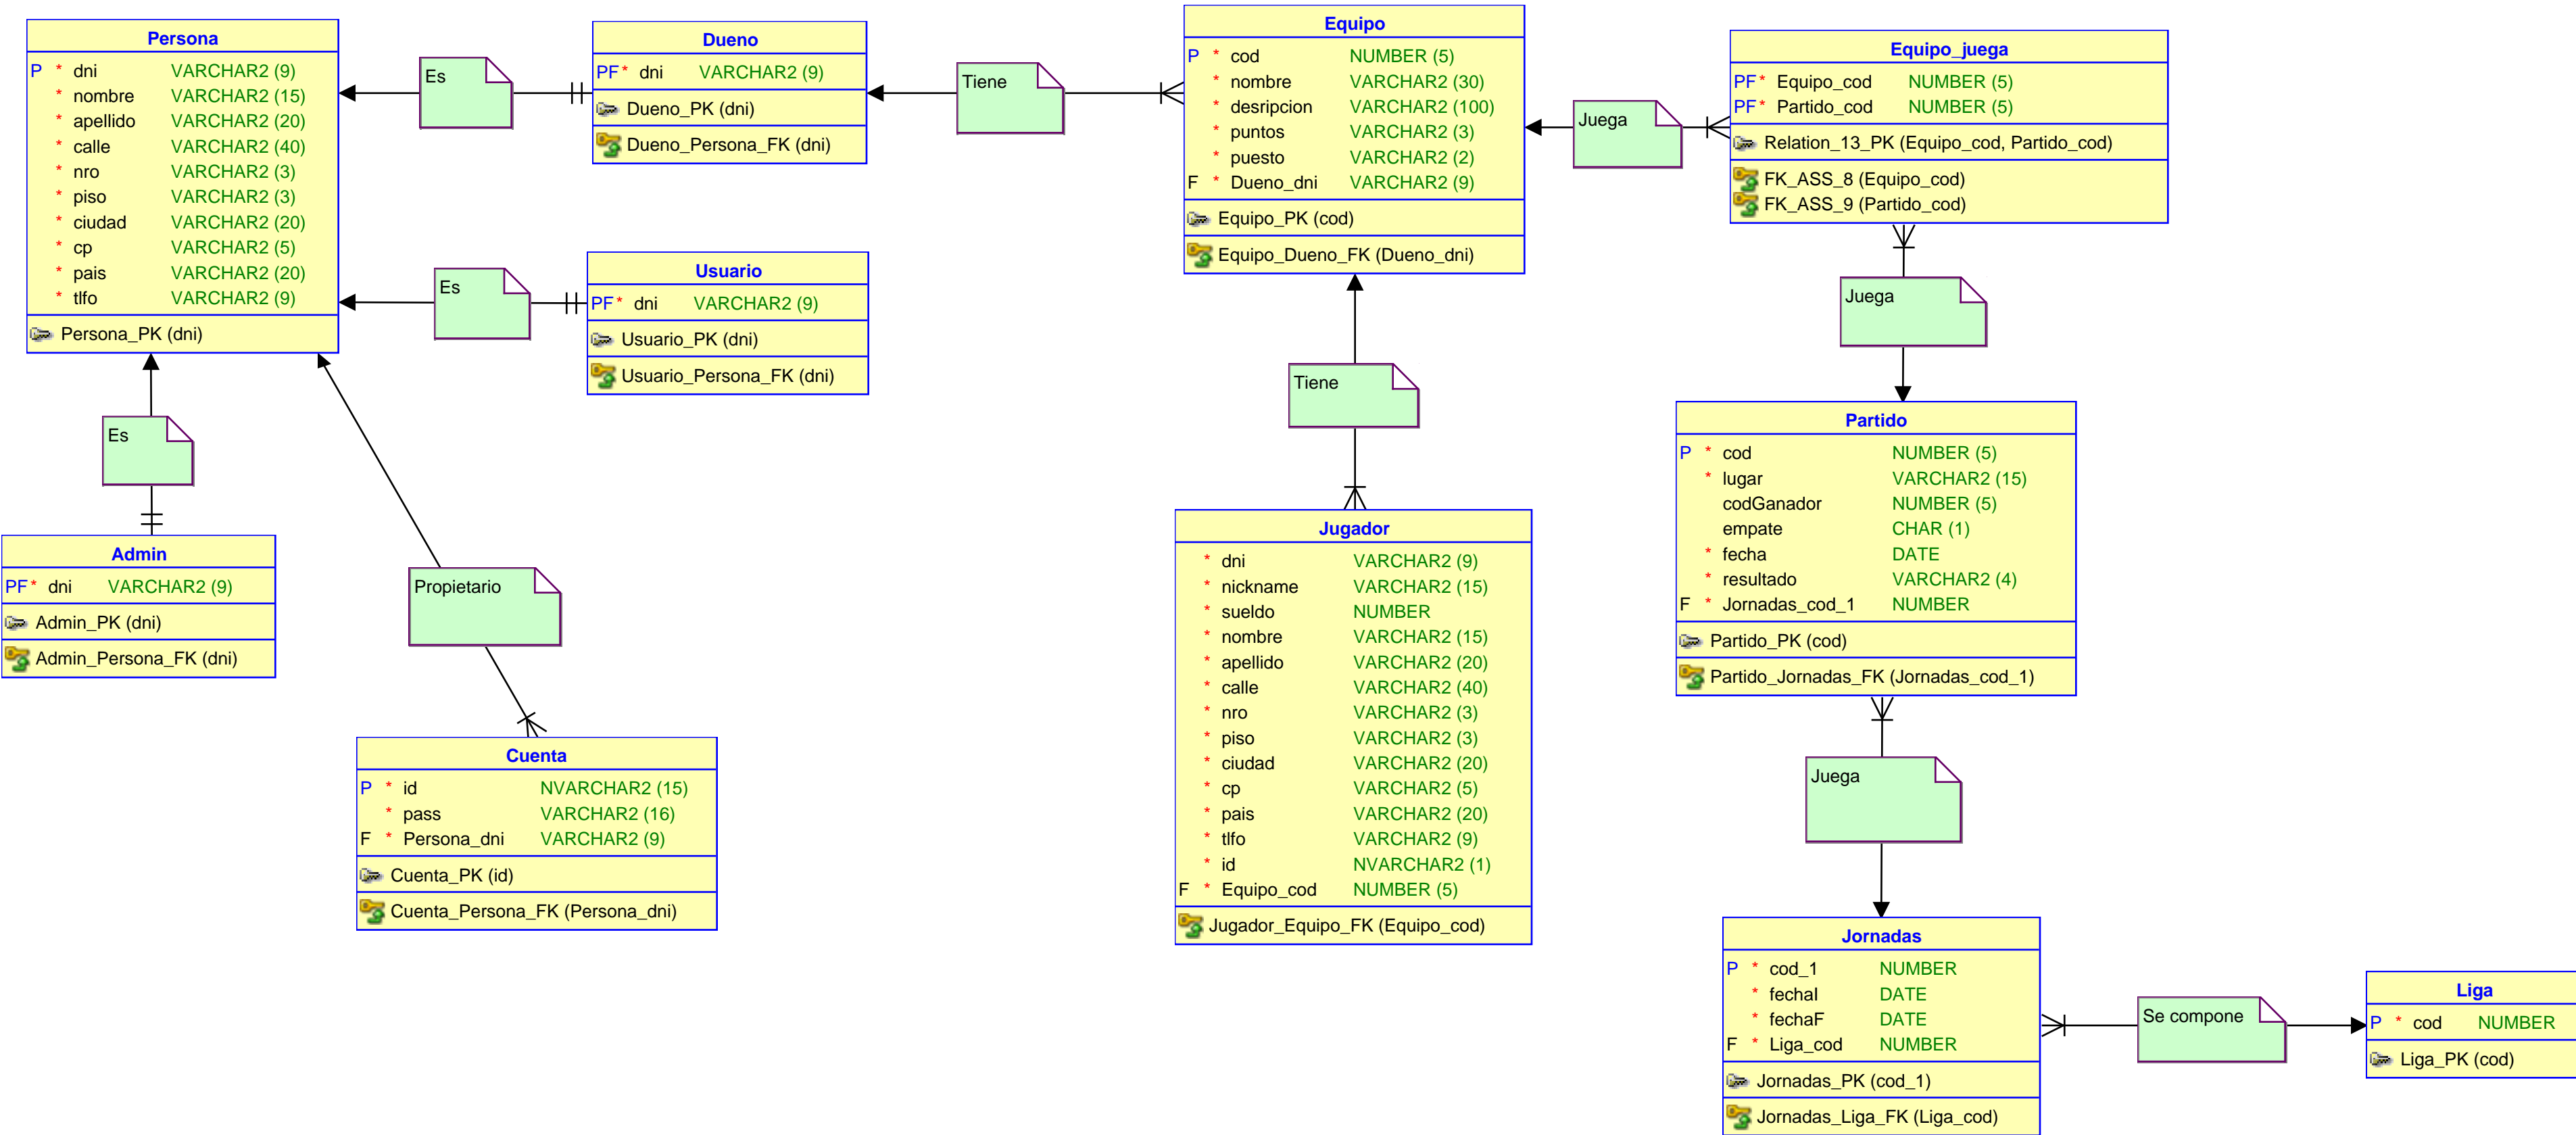 Persona
P * dni VARCHAR2 (9)
* nombre VARCHAR2 (15)
* apellido VARCHAR2 (20)
* calle VARCHAR2 (40)
* nro VARCHAR2 (3)
* piso VARCHAR2 (3)
* ciudad VARCHAR2 (20)
* cp VARCHAR2 (5)
* pais VARCHAR2 (20)
* tlfo VARCHAR2 (9)
Persona_PK (dni)
Es
Dueno
PF* dni VARCHAR2 (9)
Dueno_PK (dni)
Dueno_Persona_FK (dni)
Tiene
Equipo
P * cod NUMBER (5)
* nombre VARCHAR2 (30)
* desripcion VARCHAR2 (100)
* puntos VARCHAR2 (3)
* puesto VARCHAR2 (2)
F * Dueno_dni VARCHAR2 (9)
Equipo_PK (cod)
Equipo_Dueno_FK (Dueno_dni)
Juega
Equipo_juega
PF* Equipo_cod NUMBER (5)
PF* Partido_cod NUMBER (5)
Relation_13_PK (Equipo_cod, Partido_cod)
FK_ASS_8 (Equipo_cod)
FK_ASS_9 (Partido_cod)
Es
Usuario
PF* dni VARCHAR2 (9)
Usuario_PK (dni)
Usuario_Persona_FK (dni)
Juega
Es
Tiene
Admin
PF* dni VARCHAR2 (9)
Admin_PK (dni)
Admin_Persona_FK (dni)
Propietario
Cuenta
P * id NVARCHAR2 (15)
* pass VARCHAR2 (16)
F * Persona_dni VARCHAR2 (9)
Cuenta_PK (id)
Cuenta_Persona_FK (Persona_dni)
Jugador
* dni VARCHAR2 (9)
* nickname VARCHAR2 (15)
* sueldo NUMBER
* nombre VARCHAR2 (15)
* apellido VARCHAR2 (20)
* calle VARCHAR2 (40)
* nro VARCHAR2 (3)
* piso VARCHAR2 (3)
* ciudad VARCHAR2 (20)
* cp VARCHAR2 (5)
* pais VARCHAR2 (20)
* tlfo VARCHAR2 (9)
* id NVARCHAR2 (1)
F * Equipo_cod NUMBER (5)
Jugador_Equipo_FK (Equipo_cod)
Partido
P * cod NUMBER (5)
* lugar VARCHAR2 (15)
codGanador NUMBER (5)
empate CHAR (1)
* fecha DATE
* resultado VARCHAR2 (4)
F * Jornadas_cod_1 NUMBER
Partido_PK (cod)
Partido_Jornadas_FK (Jornadas_cod_1)
Juega
Jornadas
P * cod_1 NUMBER
* fechaI DATE
* fechaF DATE
F * Liga_cod NUMBER
Jornadas_PK (cod_1)
Jornadas_Liga_FK (Liga_cod)
Se compone
Liga
P * cod NUMBER
Liga_PK (cod)